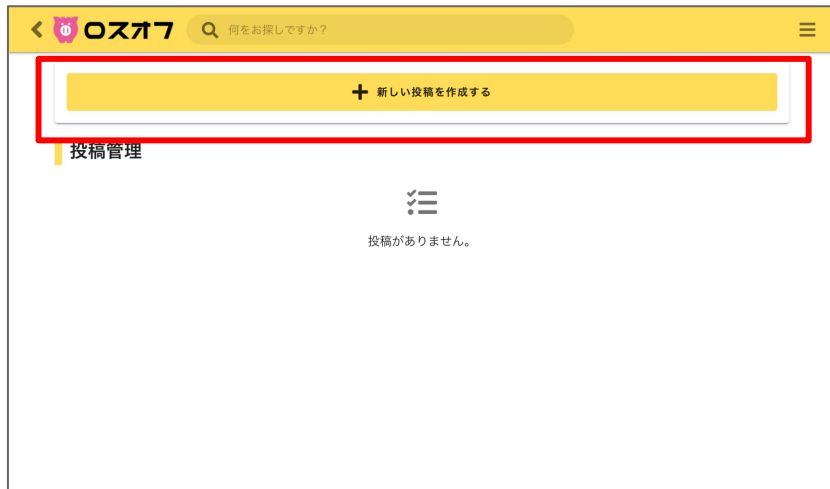 ロスオフ
何をお探しですか？
新しい投稿を作成する
投稿管理
投稿がありません。